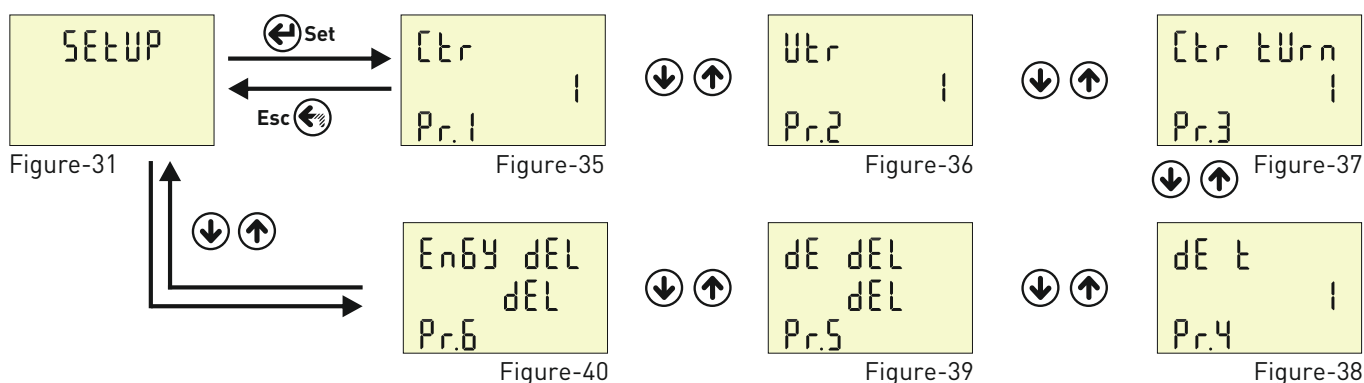 SEtUP
Set
Esc
Figure-31
Ctr
1
Pr.1
Figure-35
Utr
1
Pr.2
Figure-36
Ctr tUrn
1
Pr.3
Figure-37
EnGY dEL
dEL
Pr.6
Figure-40
dE dEL
dEL
Pr.5
Figure-39
dE t
1
Pr.4
Figure-38